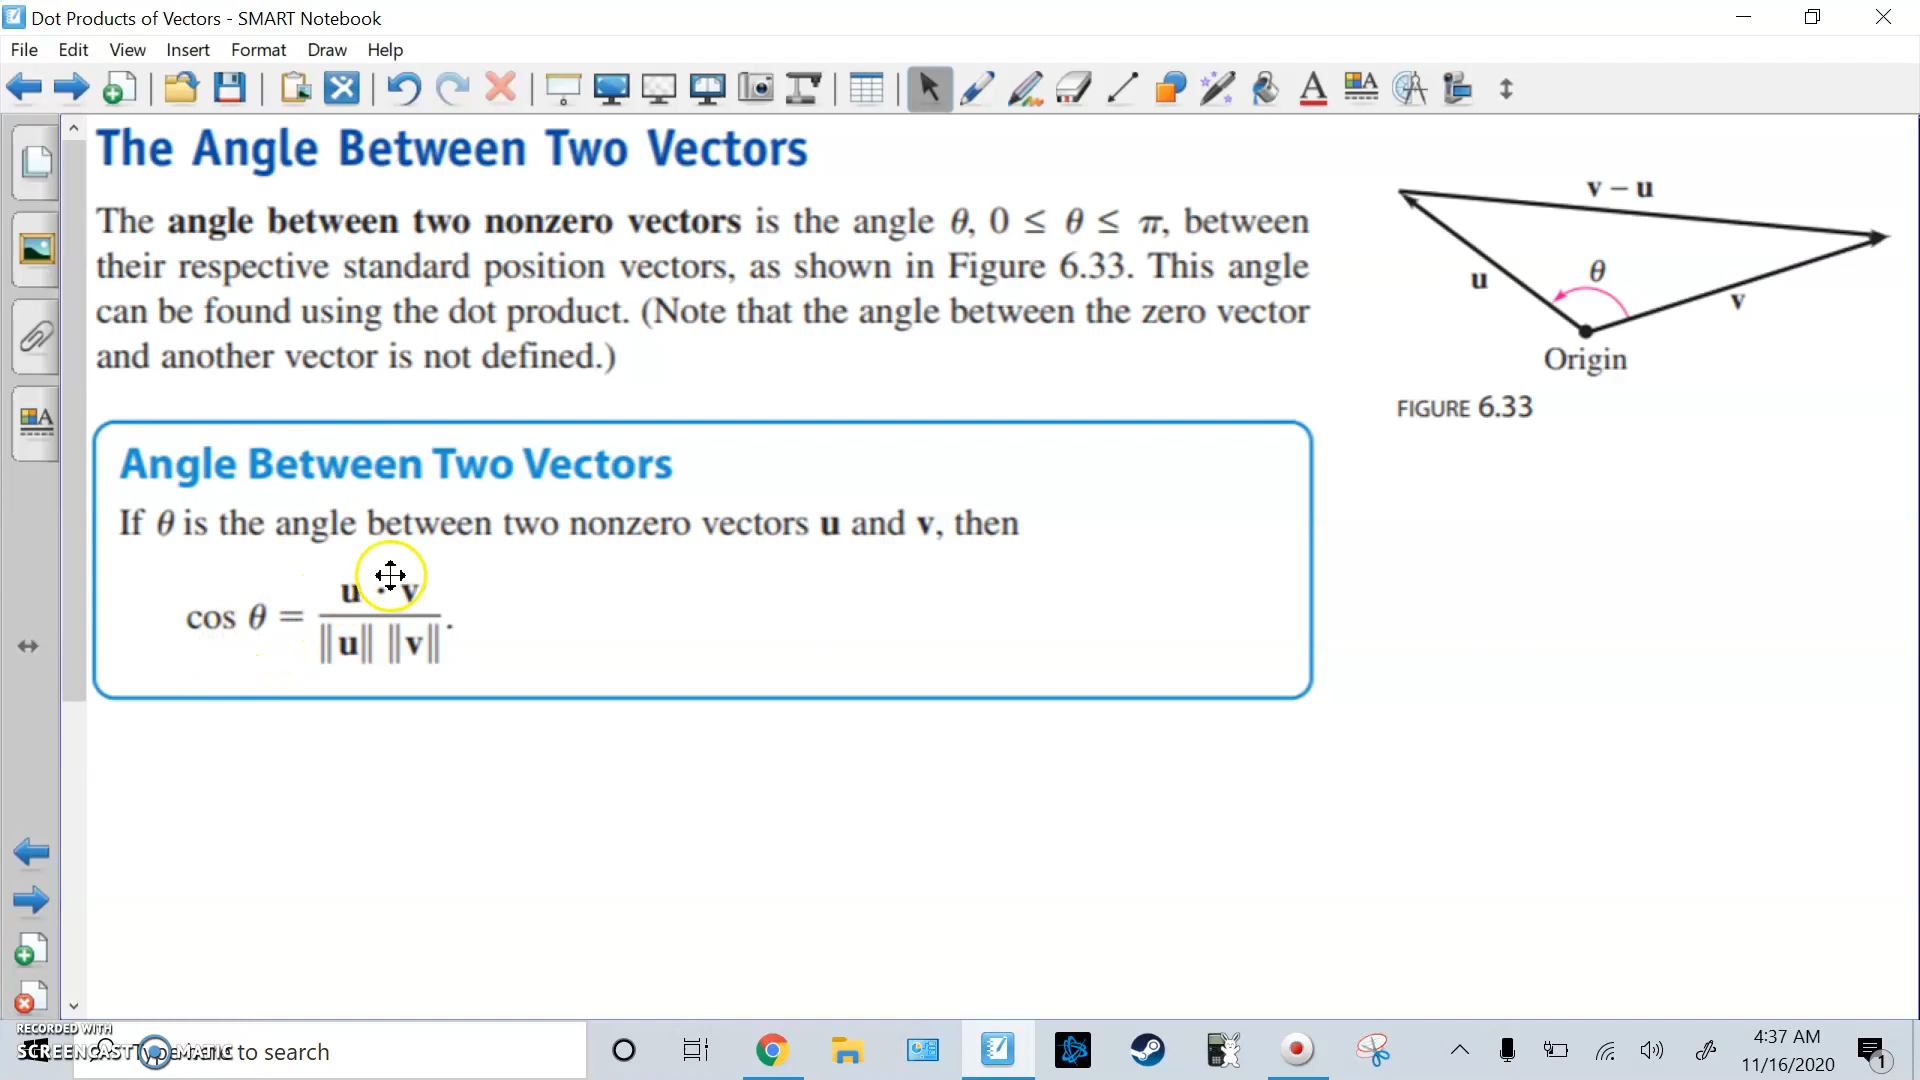 Dot Products of Vectors - SMART Notebook
File Edit View Insert Format Draw Help
The Angle Between Two Vectors
The angle between two nonzero vectors is the angle θ, 0 ≤ θ ≤ π, between
their respective standard position vectors, as shown in Figure 6.33. This angle
can be found using the dot product. (Note that the angle between the zero vector
and another vector is not defined.)
v − u
u
θ
v
Origin
FIGURE 6.33
Angle Between Two Vectors
If θ is the angle between two nonzero vectors u and v, then
cos θ = u · v / ‖u‖ ‖v‖.
RECORDED WITH
SCREENCAST MATIC
to search
4:37 AM
11/16/2020
1